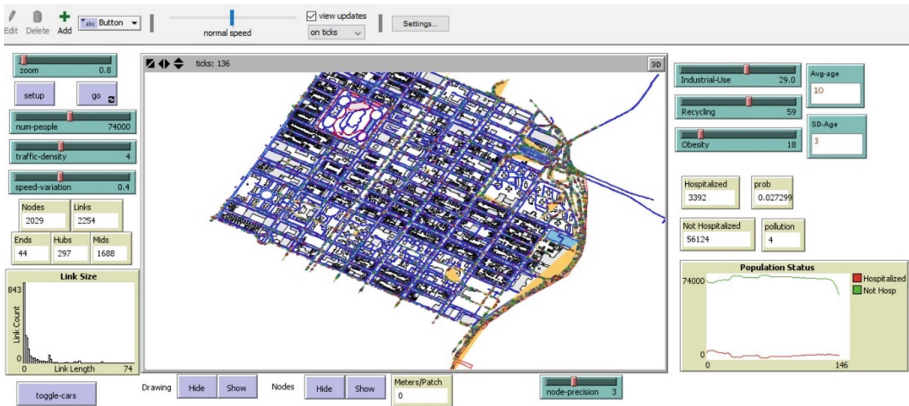 Edit
Delete
Add
abc Button
normal speed
view updates
on ticks
Settings...
zoom 0.8
setup
go
num-people 74000
traffic-density 4
speed-variation 0.4
Nodes
2029
Links
2254
Ends
44
Hubs
297
Mids
1688
Link Size
843
Link Count
0
0 Link Length 74
toggle-cars
ticks: 136
3D
Drawing
Hide
Show
Nodes
Hide
Show
Meters/Patch
0
node-precision 3
Industrial-Use 29.0
Recycling 59
Obesity 18
Avg-age
10
SD-Age
3
Hospitalized
3392
prob
0.027299
Not Hospitalized
56124
pollution
4
Population Status
74000
0
0 146
Hospitalized
Not Hosp